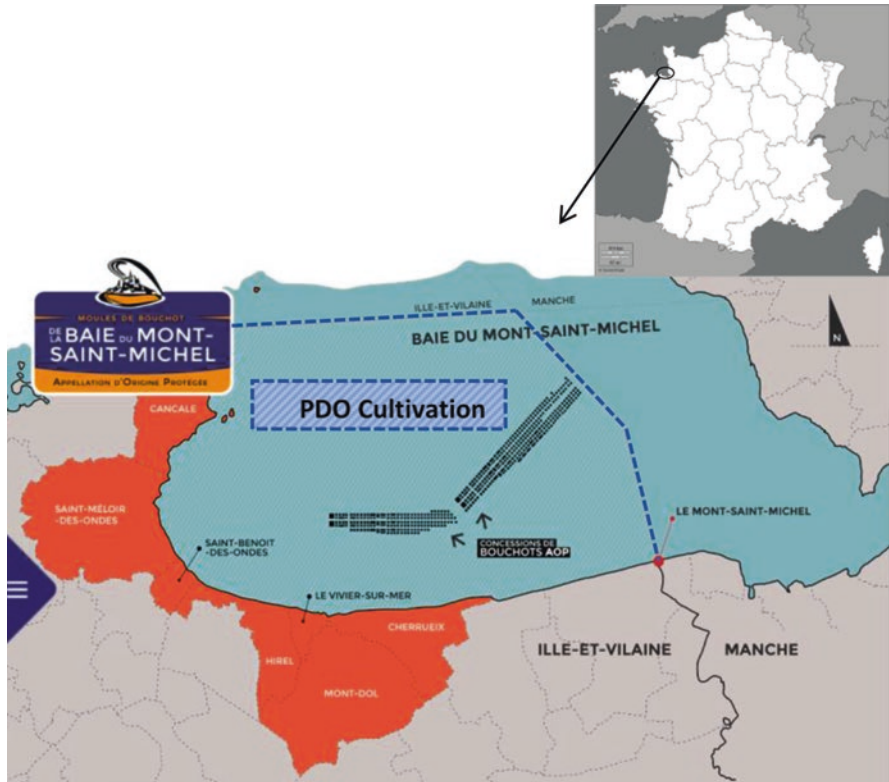 MOULES DE BOUCHOT
DE LA BAIE DU MONT-
SAINT-MICHEL
APPELLATION D'ORIGINE PROTÉGÉE
ILLE-ET-VILAINE
MANCHE
BAIE DU MONT-SAINT-MICHEL
N
PDO Cultivation
CANCALE
SAINT-MÉLOIR
-DES-ONDES
SAINT-BENOIT
-DES-ONDES
CONCESSIONS DE
BOUCHOTS AOP
LE MONT-SAINT-MICHEL
LE VIVIER-SUR-MER
CHERRUEIX
HIREL
MONT-DOL
ILLE-ET-VILAINE
MANCHE